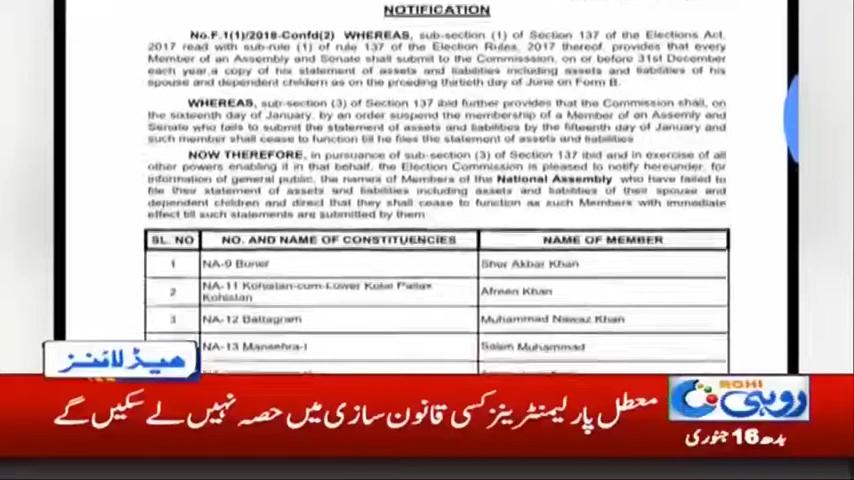 NOTIFICATION
No.F.1(1)/2018-Confd(2) WHEREAS, sub-section (1) of Section 137 of the Elections Act,
2017 read with sub-rule (1) of rule 137 of the Election Rules, 2017 thereof, provides that every
Member of an Assembly and Senate shall submit to the Commisssion, on or before 31st December
each year,a copy of his statement of assets and liabilities including assets and liabilities of his
spouse and dependent childern as on the preceding thirtieth day of June on Form B.
WHEREAS, sub-section (3) of Section 137 ibid further provides that the Commission shall, on
the sixteenth day of January, by an order suspend the membership of a Member of an Assemly and
Senate who fails to submit the statement of assets and liabilities by the fifteenth day of January and
such member shall cease to function till he files the statement of assets and liabilities
NOW THEREFORE, in pursuance of sub-section (3) of Section 137 ibid and in exercise of all
other powers enabling it in that behalf, the Election Commission is pleased to notify hereunder, for
information of general public, the names of Members of the National Assembly who have failed to
file their statement of assets and liabilities including assets and liabilities of their spouse and
dependent children and direct that they shall cease to function as such Members with immediate
effect till such statements are submitted by them
SL. NO NO. AND NAME OF CONSTITUENCIES NAME OF MEMBER
1 NA-9 Buner Sher Akbar Khan
2 NA-11 Kohistan-cum-Lower Kolai Pallas Kohistan Afreen Khan
3 NA-12 Battagram Muhammad Nawaz Khan
NA-13 Mansehra-I Saleh Muhammad
ہیڈ لائنز
معطل پارلیمنٹرینز کسی قانون سازی میں حصہ نہیں لے سکیں گے
ROHI
روہی
بدھ 16 جنوری